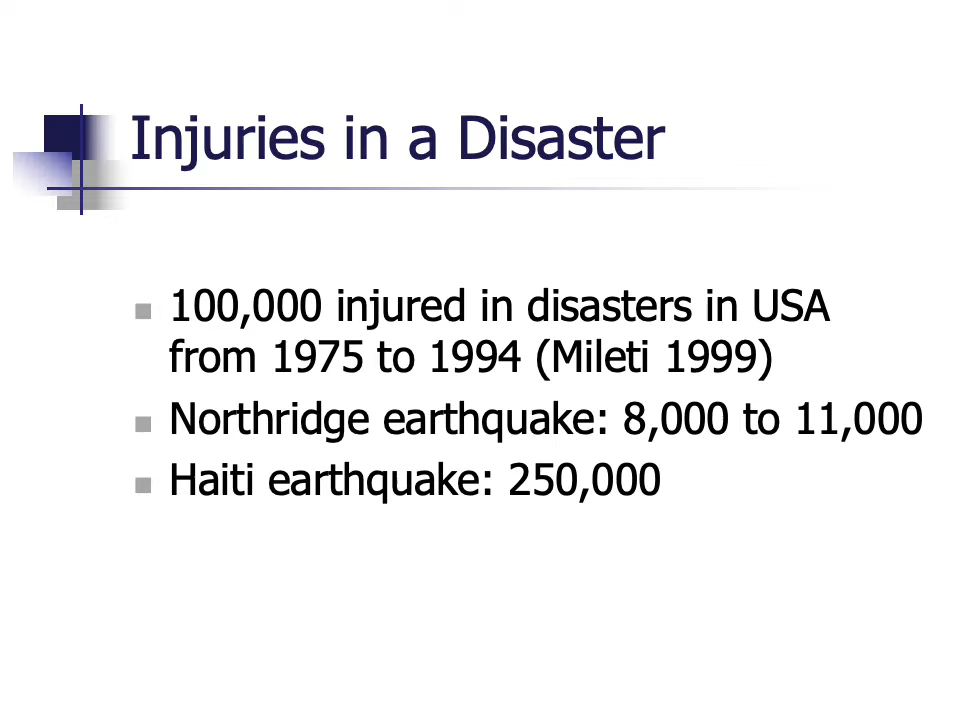 Injuries in a Disaster
100,000 injured in disasters in USA
from 1975 to 1994 (Mileti 1999)
Northridge earthquake: 8,000 to 11,000
Haiti earthquake: 250,000